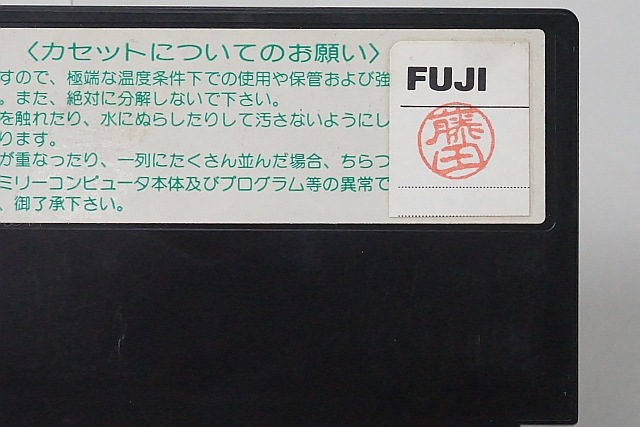 〈カセットについてのお願い〉
すので、極端な温度条件下での使用や保管および強
。また、絶対に分解しないで下さい。
を触れたり、水にぬらしたりして汚さないようにし
ります。
が重なったり、一列にたくさん並んだ場合、ちらつ
ミリーコンピュータ本体及びプログラム等の異常で
、御了承下さい。
FUJI
藤田